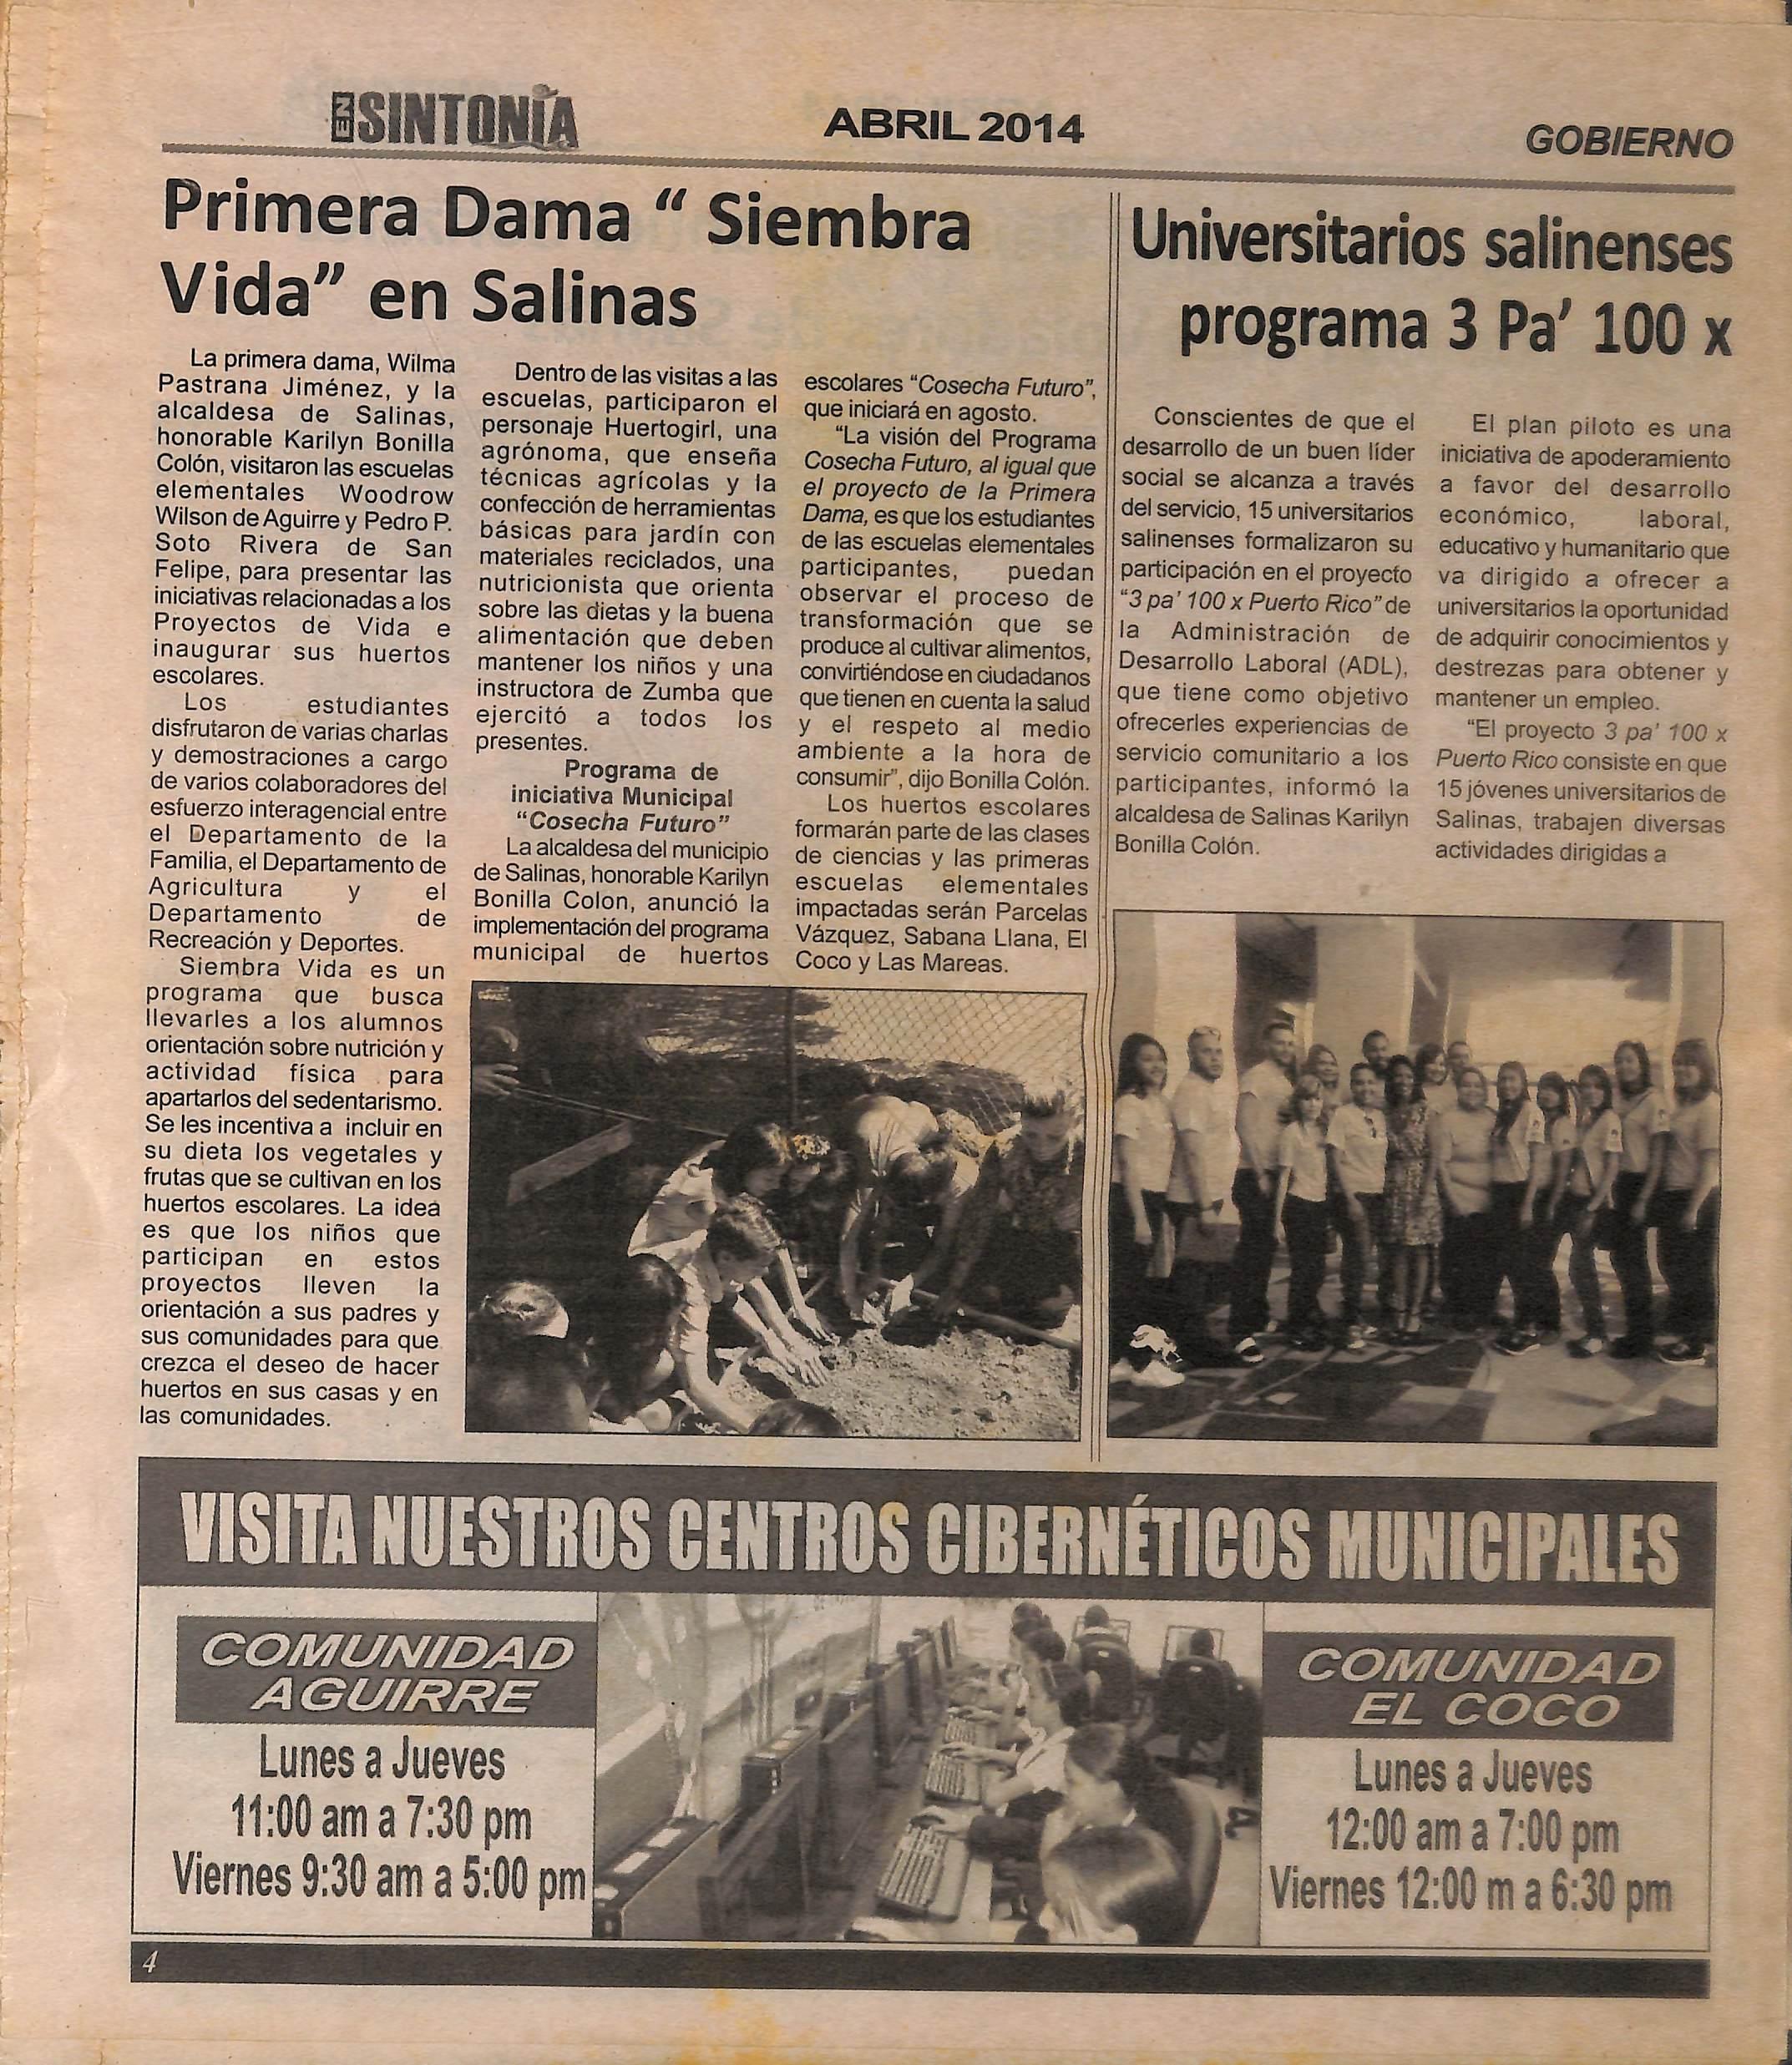 EN SINTONÍA
ABRIL 2014
GOBIERNO
Primera Dama “ Siembra
Vida” en Salinas
La primera dama, Wilma
Pastrana Jiménez, y la
alcaldesa de Salinas,
honorable Karilyn Bonilla
Colón, visitaron las escuelas
elementales Woodrow
Wilson de Aguirre y Pedro P.
Soto Rivera de San
Felipe, para presentar las
iniciativas relacionadas a los
Proyectos de Vida e
inaugurar sus huertos
escolares.
Los estudiantes
disfrutaron de varias charlas
y demostraciones a cargo
de varios colaboradores del
esfuerzo interagencial entre
el Departamento de la
Familia, el Departamento de
Agricultura y el
Departamento de
Recreación y Deportes.
Siembra Vida es un
programa que busca
llevarles a los alumnos
orientación sobre nutrición y
actividad física para
apartarlos del sedentarismo.
Se les incentiva a incluir en
su dieta los vegetales y
frutas que se cultivan en los
huertos escolares. La idea
es que los niños que
participan en estos
proyectos lleven la
orientación a sus padres y
sus comunidades para que
crezca el deseo de hacer
huertos en sus casas y en
las comunidades.
Dentro de las visitas a las
escuelas, participaron el
personaje Huertogirl, una
agrónoma, que enseña
técnicas agrícolas y la
confección de herramientas
básicas para jardín con
materiales reciclados, una
nutricionista que orienta
sobre las dietas y la buena
alimentación que deben
mantener los niños y una
instructora de Zumba que
ejercitó a todos los
presentes.
Programa de
iniciativa Municipal
“Cosecha Futuro”
La alcaldesa del municipio
de Salinas, honorable Karilyn
Bonilla Colon, anunció la
implementación del programa
municipal de huertos
escolares “Cosecha Futuro”,
que iniciará en agosto.
“La visión del Programa
Cosecha Futuro, al igual que
el proyecto de la Primera
Dama, es que los estudiantes
de las escuelas elementales
participantes, puedan
observar el proceso de
transformación que se
produce al cultivar alimentos,
convirtiéndose en ciudadanos
que tienen en cuenta la salud
y el respeto al medio
ambiente a la hora de
consumir”, dijo Bonilla Colón.
Los huertos escolares
formarán parte de las clases
de ciencias y las primeras
escuelas elementales
impactadas serán Parcelas
Vázquez, Sabana Llana, El
Coco y Las Mareas.
Universitarios salinenses
programa 3 Pa’ 100 x
Conscientes de que el
desarrollo de un buen líder
social se alcanza a través
del servicio, 15 universitarios
salinenses formalizaron su
participación en el proyecto
“3 pa’ 100 x Puerto Rico” de
la Administración de
Desarrollo Laboral (ADL),
que tiene como objetivo
ofrecerles experiencias de
servicio comunitario a los
participantes, informó la
alcaldesa de Salinas Karilyn
Bonilla Colón.
El plan piloto es una
iniciativa de apoderamiento
a favor del desarrollo
económico, laboral,
educativo y humanitario que
va dirigido a ofrecer a
universitarios la oportunidad
de adquirir conocimientos y
destrezas para obtener y
mantener un empleo.
“El proyecto 3 pa’ 100 x
Puerto Rico consiste en que
15 jóvenes universitarios de
Salinas, trabajen diversas
actividades dirigidas a
VISITA NUESTROS CENTROS CIBERNÉTICOS MUNICIPALES
COMUNIDAD
AGUIRRE
Lunes a Jueves
11:00 am a 7:30 pm
Viernes 9:30 am a 5:00 pm
COMUNIDAD
EL COCO
Lunes a Jueves
12:00 am a 7:00 pm
Viernes 12:00 m a 6:30 pm
4